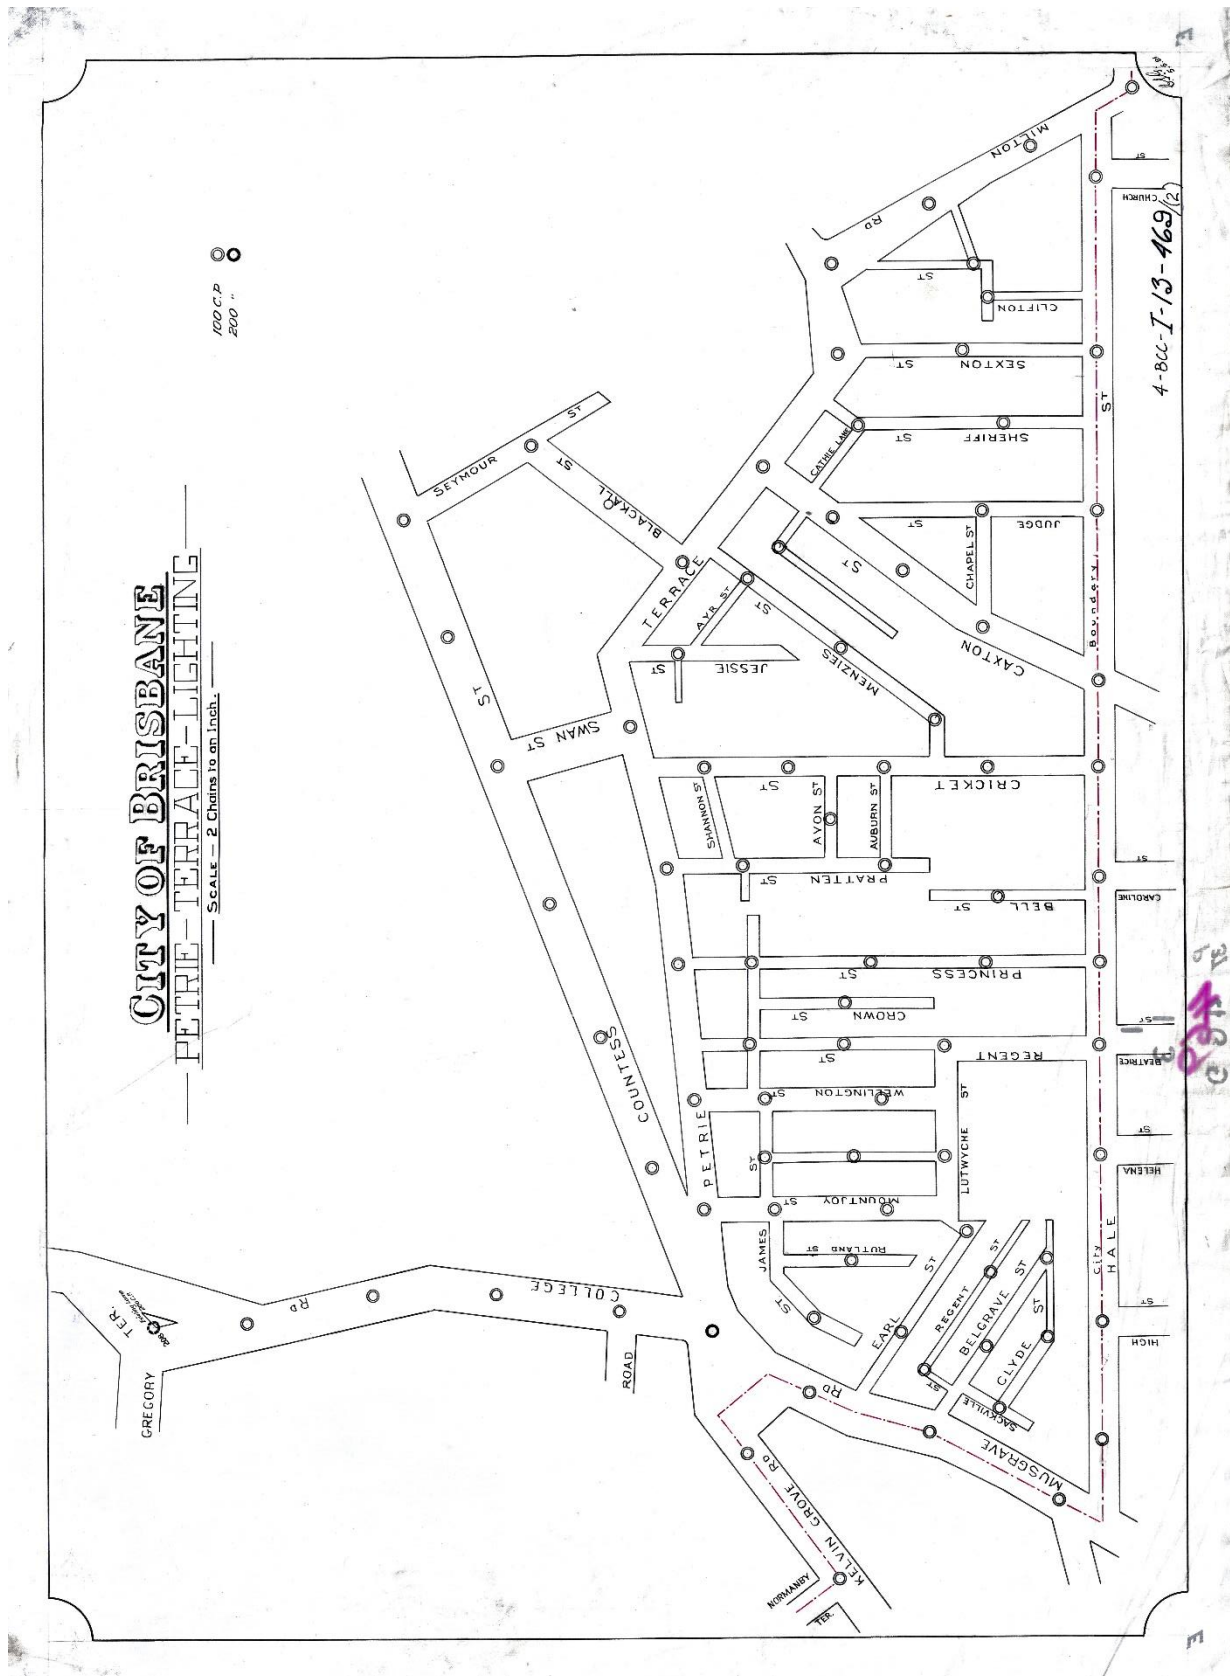 CITY OF BRISBANE
PETRIE-TERRACE-LIGHTING
SCALE - 2 Chains to an Inch.
100 C.P
200 "
4-BCC-I-13-469/2
MILTON
RD
CHURCH
ST
ST
CLIFTON
SEXTON
ST
SHERIFF
ST
CATHIE LANE
JUDGE
ST
CHAPEL ST
CAXTON
ST
Boundary
ST
SEYMOUR
ST
BLACKALL
ST
TERRACE
AYR ST
MENZIES
ST
JESSIE
ST
SWAN ST
ST
CRICKET
ST
SHANNON ST
AVON ST
AUBURN ST
PRATTEN
ST
BELL
ST
CAROLINE
ST
PRINCESS
ST
CROWN
ST
REGENT
ST
BEATRICE
ST
COUNTESS
WELLINGTON
ST
PETRIE
ST
LUTWYCHE ST
HELENA
ST
MOUNTJOY
ST
JAMES
ST
RUTLAND
ST
EARL
ST
REGENT
ST
BELGRAVE
ST
CLYDE
ST
SACKVILLE
ST
City
HALE
HIGH
ST
COLLEGE
RD
ROAD
TER.
GREGORY
200 C.P.
MUSGRAVE
RD
KELVIN GROVE
RD
NORMANBY
TER.